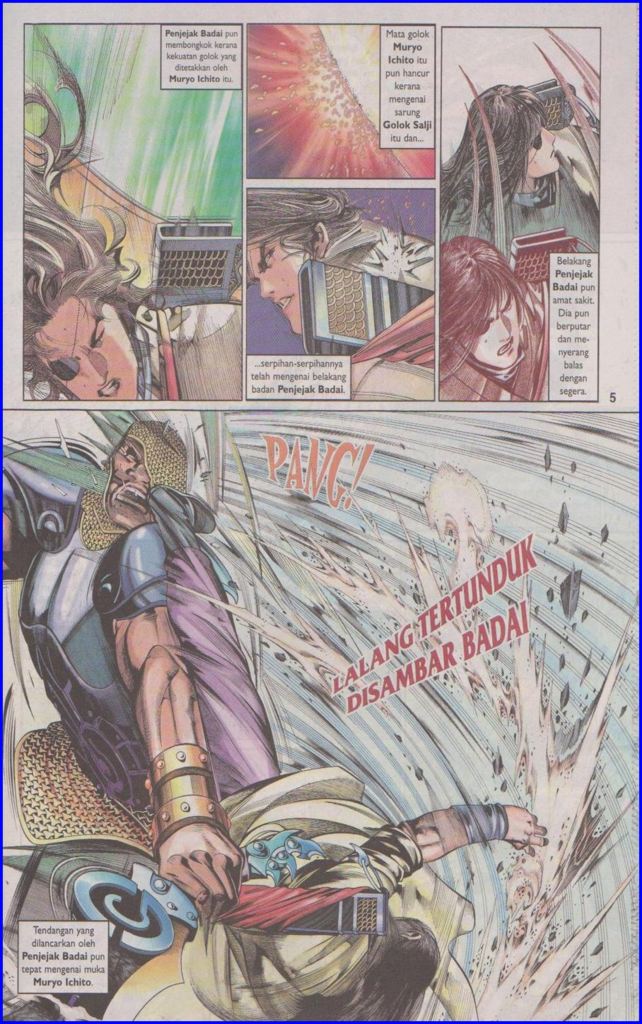 Penjejak Badai pun
membongkok kerana
kekuatan golok yang
ditetakkan oleh
Muryo Ichito itu.
Mata golok
Muryo
Ichito itu
pun hancur
kerana
mengenai
sarung
Golok Salji
itu dan...
...serpihan-serpihannya
telah mengenai belakang
badan Penjejak Badai.
Belakang
Penjejak
Badai pun
amat sakit.
Dia pun
berputar
dan me-
nyerang
balas
dengan
segera.
5
PANG!
LALANG TERTUNDUK
DISAMBAR BADAI
Tendangan yang
dilancarkan oleh
Penjejak Badai pun
tepat mengenai muka
Muryo Ichito.